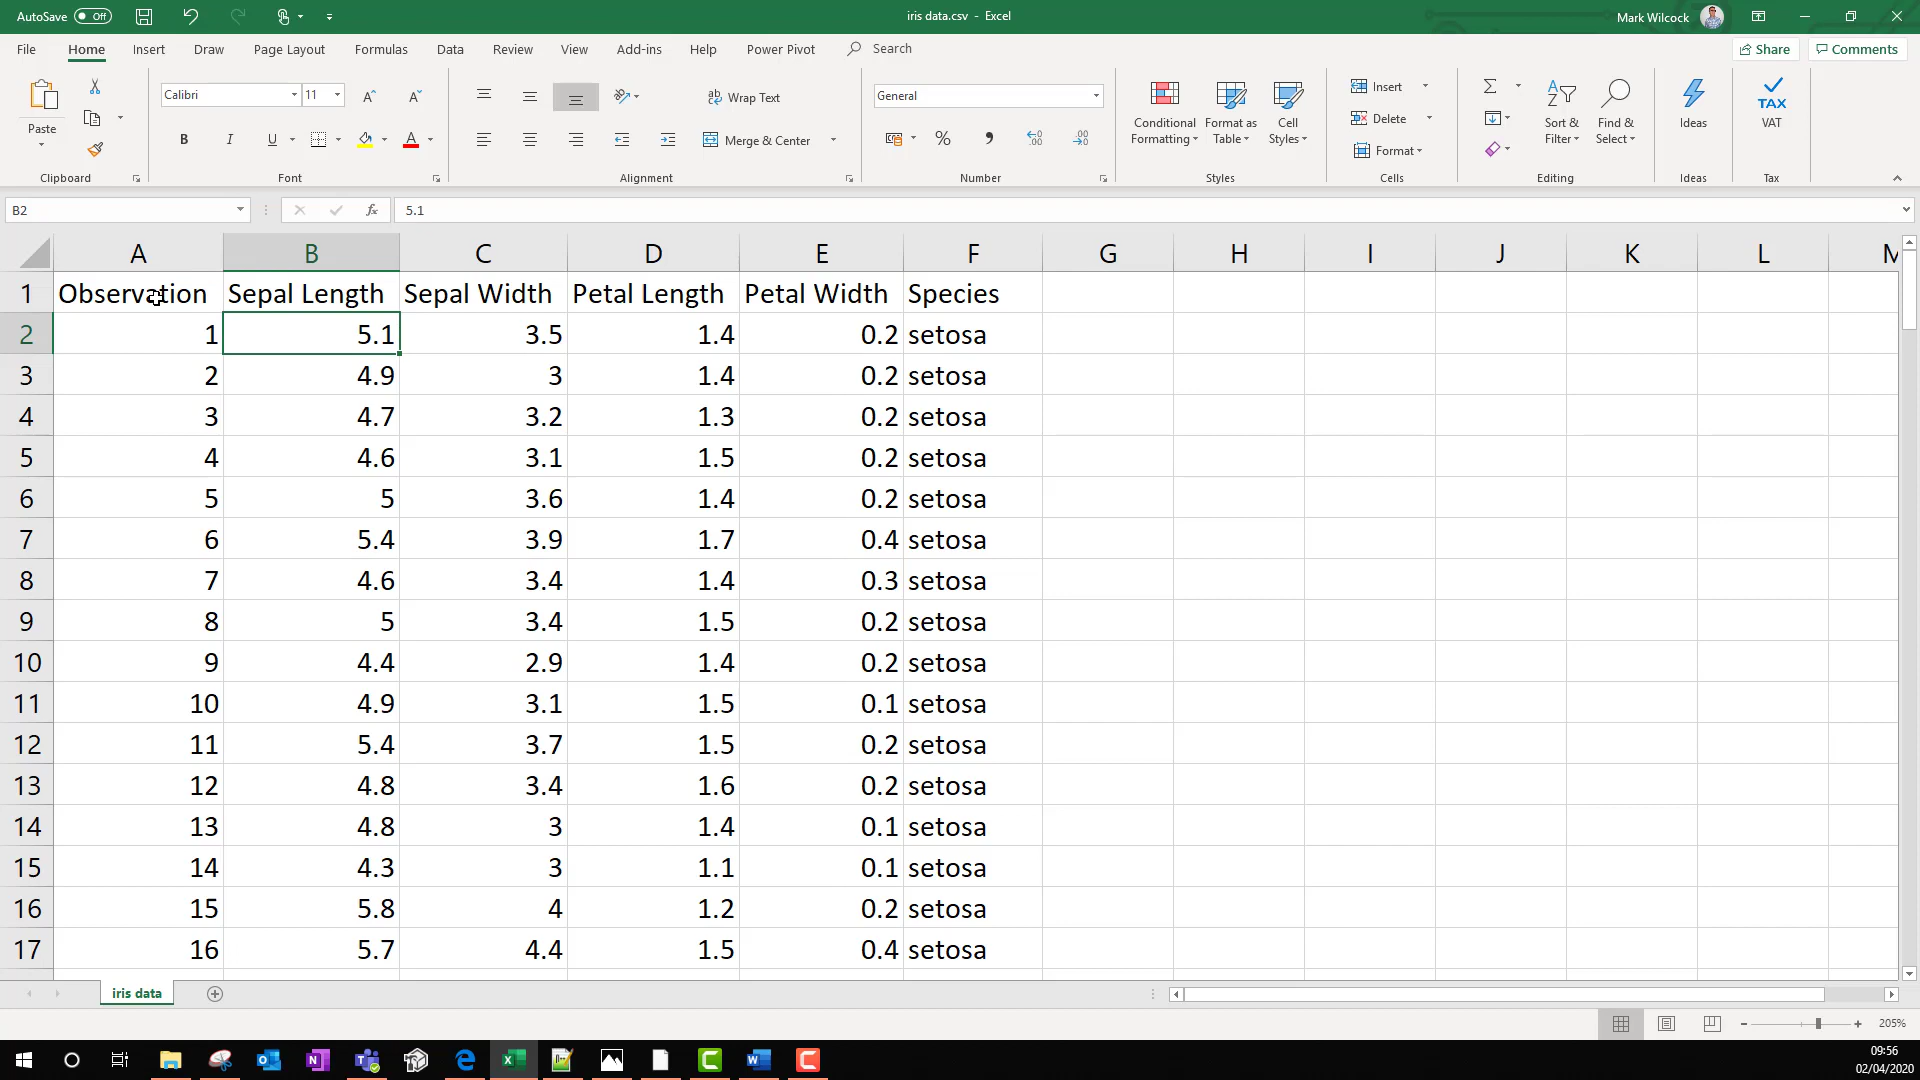 AutoSave Off iris data.csv - Excel Mark Wilcock
File Home Insert Draw Page Layout Formulas Data Review View Add-ins Help Power Pivot Search Share Comments
Paste
Clipboard
Calibri 11
B I U A
Font
ab Wrap Text
Merge & Center
Alignment
General
% , .00 .00
Number
Conditional Formatting
Format as Table
Cell Styles
Styles
Insert
Delete
Format
Cells
Sort & Filter
Find & Select
Editing
Ideas
Ideas
TAX
VAT
Tax
B2 fx 5.1
A B C D E F G H I J K L M
1 Observation Sepal Length Sepal Width Petal Length Petal Width Species
2 1 5.1 3.5 1.4 0.2 setosa
3 2 4.9 3 1.4 0.2 setosa
4 3 4.7 3.2 1.3 0.2 setosa
5 4 4.6 3.1 1.5 0.2 setosa
6 5 5 3.6 1.4 0.2 setosa
7 6 5.4 3.9 1.7 0.4 setosa
8 7 4.6 3.4 1.4 0.3 setosa
9 8 5 3.4 1.5 0.2 setosa
10 9 4.4 2.9 1.4 0.2 setosa
11 10 4.9 3.1 1.5 0.1 setosa
12 11 5.4 3.7 1.5 0.2 setosa
13 12 4.8 3.4 1.6 0.2 setosa
14 13 4.8 3 1.4 0.1 setosa
15 14 4.3 3 1.1 0.1 setosa
16 15 5.8 4 1.2 0.2 setosa
17 16 5.7 4.4 1.5 0.4 setosa
iris data
205%
09:56
02/04/2020